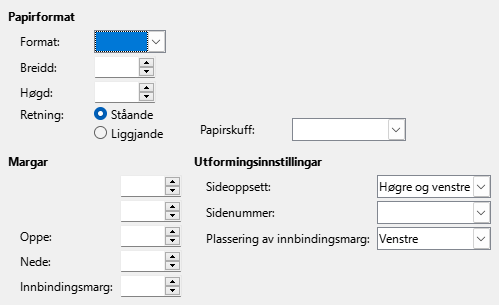 Papirformat
Format:
Breidd:
Høgd:
Retning: Ståande
Liggjande
Papirskuff:
Margar
Oppe:
Nede:
Innbindingsmarg:
Utformingsinnstillingar
Sideoppsett: Høgre og venstre
Sidenummer:
Plassering av innbindingsmarg: Venstre